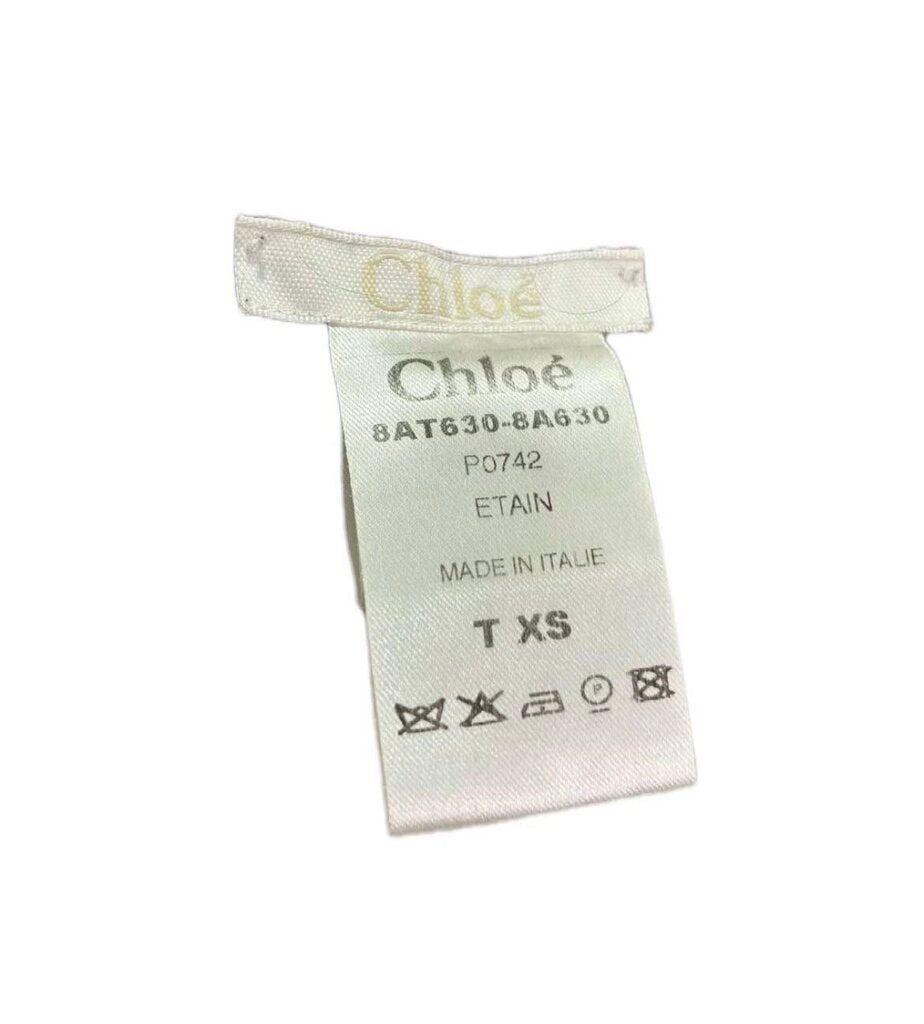 Chloé
Chloé
8AT630-8A630
P0742
ETAIN
MADE IN ITALIE
T XS
P